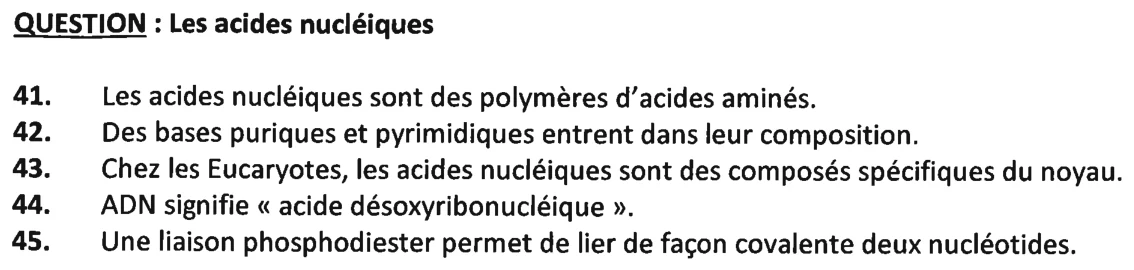 QUESTION : Les acides nucléiques
41. Les acides nucléiques sont des polymères d'acides aminés.
42. Des bases puriques et pyrimidiques entrent dans leur composition.
43. Chez les Eucaryotes, les acides nucléiques sont des composés spécifiques du noyau.
44. ADN signifie « acide désoxyribonucléique ».
45. Une liaison phosphodiester permet de lier de façon covalente deux nucléotides.